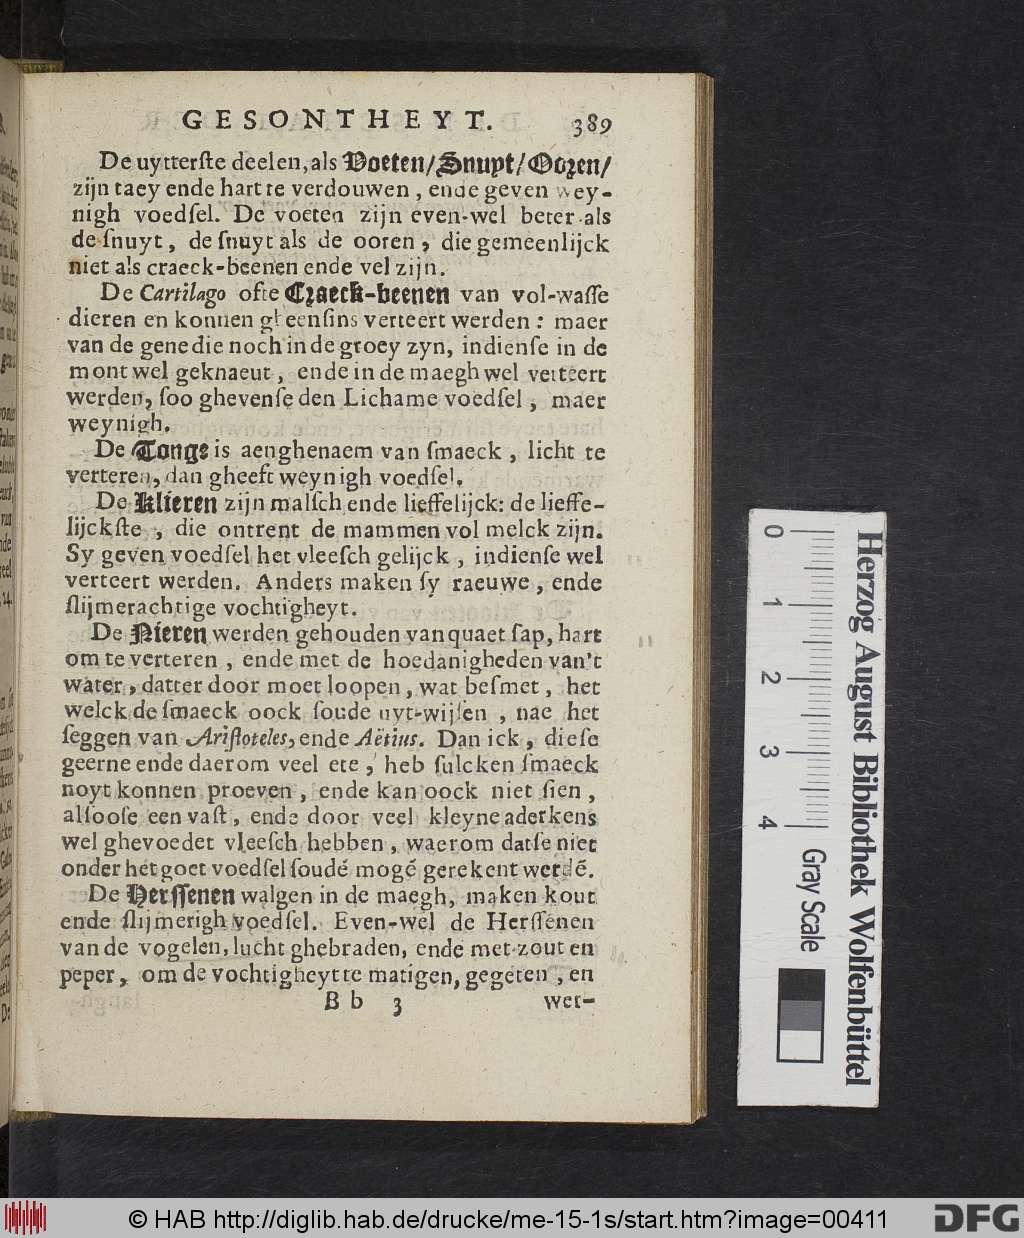 GESONTHEYT. 389
De uytterſte deelen, als Voeten/ Snuyt/ Ooꝛen/
zijn taey ende hart te verdouwen, ende geven wey-
nigh voedſel. De voeten zijn even-wel beter als
de ſnuyt, de ſnuyt als de ooren, die gemeenlijck
niet als craeck-beenen ende vel zijn.
De Cartilago ofte Cꝛaeck-beenen van vol-waſſe
dieren en konnen gheenſins verteert werden: maer
van de gene die noch in de groey zyn, indienſe in de
mont wel geknaeut, ende in de maegh wel verteert
werden, ſoo ghevenſe den Lichame voedſel, maer
weynigh.
De Tonge is aenghenaem van ſmaeck, licht te
verteren, dan gheeft weynigh voedſel.
De Klieren zijn malſch ende lieffelijck: de lieffe-
lijckſte, die ontrent de mammen vol melck zijn.
Sy geven voedſel het vleeſch gelijck, indienſe wel
verteert werden. Anders maken ſy raeuwe, ende
ſlijmerachtige vochtigheyt.
De Nieren werden gehouden van quaet ſap, hart
om te verteren, ende met de hoedanigheden van't
water, datter door moet loopen, wat beſmet, het
welck de ſmaeck oock ſoude uyt-wijſen, nae het
ſeggen van Ariſtoteles, ende Aëtius. Dan ick, dieſe
geerne ende daerom veel ete, heb ſulcken ſmaeck
noyt konnen proeven, ende kan oock niet ſien,
alſooſe een vaſt, ende door veel kleyne aderkens
wel ghevoedet vleeſch hebben, waerom datſe niet
onder het goet voedſel ſoudé mogé gerekent werdé.
De Herſſenen walgen in de maegh, maken kout
ende ſlijmerigh voedſel. Even-wel de Herſſenen
van de vogelen, lucht ghebraden, ende met zout en
peper, om de vochtigheyt te matigen, gegeten, en
Bb 3 wer-
0 1 2 3 4
Gray Scale
Herzog August Bibliothek Wolfenbüttel
© HAB http://diglib.hab.de/drucke/me-15-1s/start.htm?image=00411
DFG